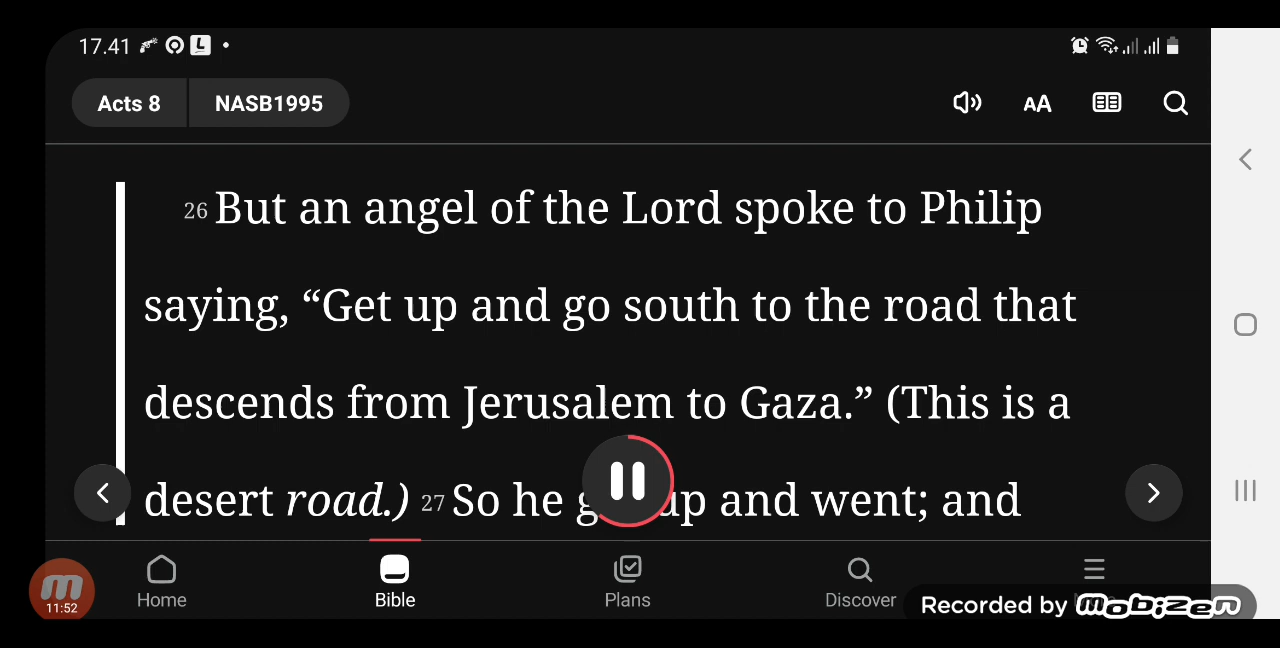 17.41
Acts 8 NASB1995
AA
26 But an angel of the Lord spoke to Philip
saying, “Get up and go south to the road that
descends from Jerusalem to Gaza.” (This is a
desert road.) 27 So he up and went; and
Home Bible Plans Discover
11:52
Recorded by Mobizen